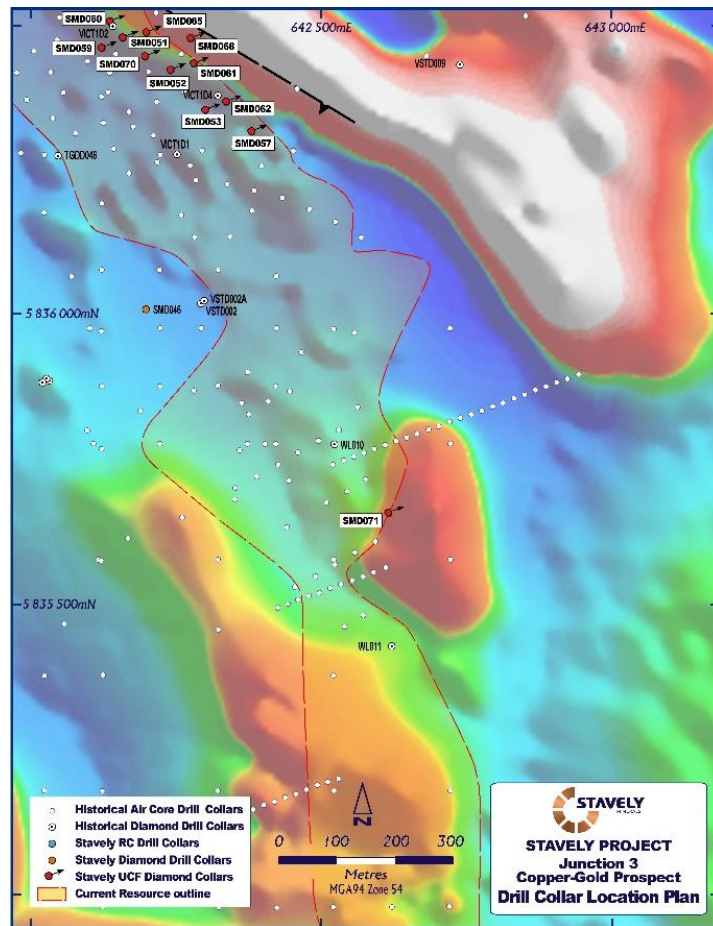 642 500mE
643 000mE
SMD060
SMD065
VICT1D2
SMD051
SMD066
SMD059
VSTD009
SMD070
SMD061
SMD052
VICT1D4
SMD062
SMD053
SMD057
TGDD046
VICT1D1
VSTD002A
SMD046
VSTD002
5 836 000mN
WL010
SMD071
5 835 500mN
WL011
Historical Air Core Drill Collars
Historical Diamond Drill Collars
Stavely RC Drill Collars
Stavely Diamond Drill Collars
Stavely UCF Diamond Collars
Current Resource outline
N
0 100 200 300
Metres
MGA94 Zone 54
STAVELY
MINERALS
STAVELY PROJECT
Junction 3
Copper-Gold Prospect
Drill Collar Location Plan